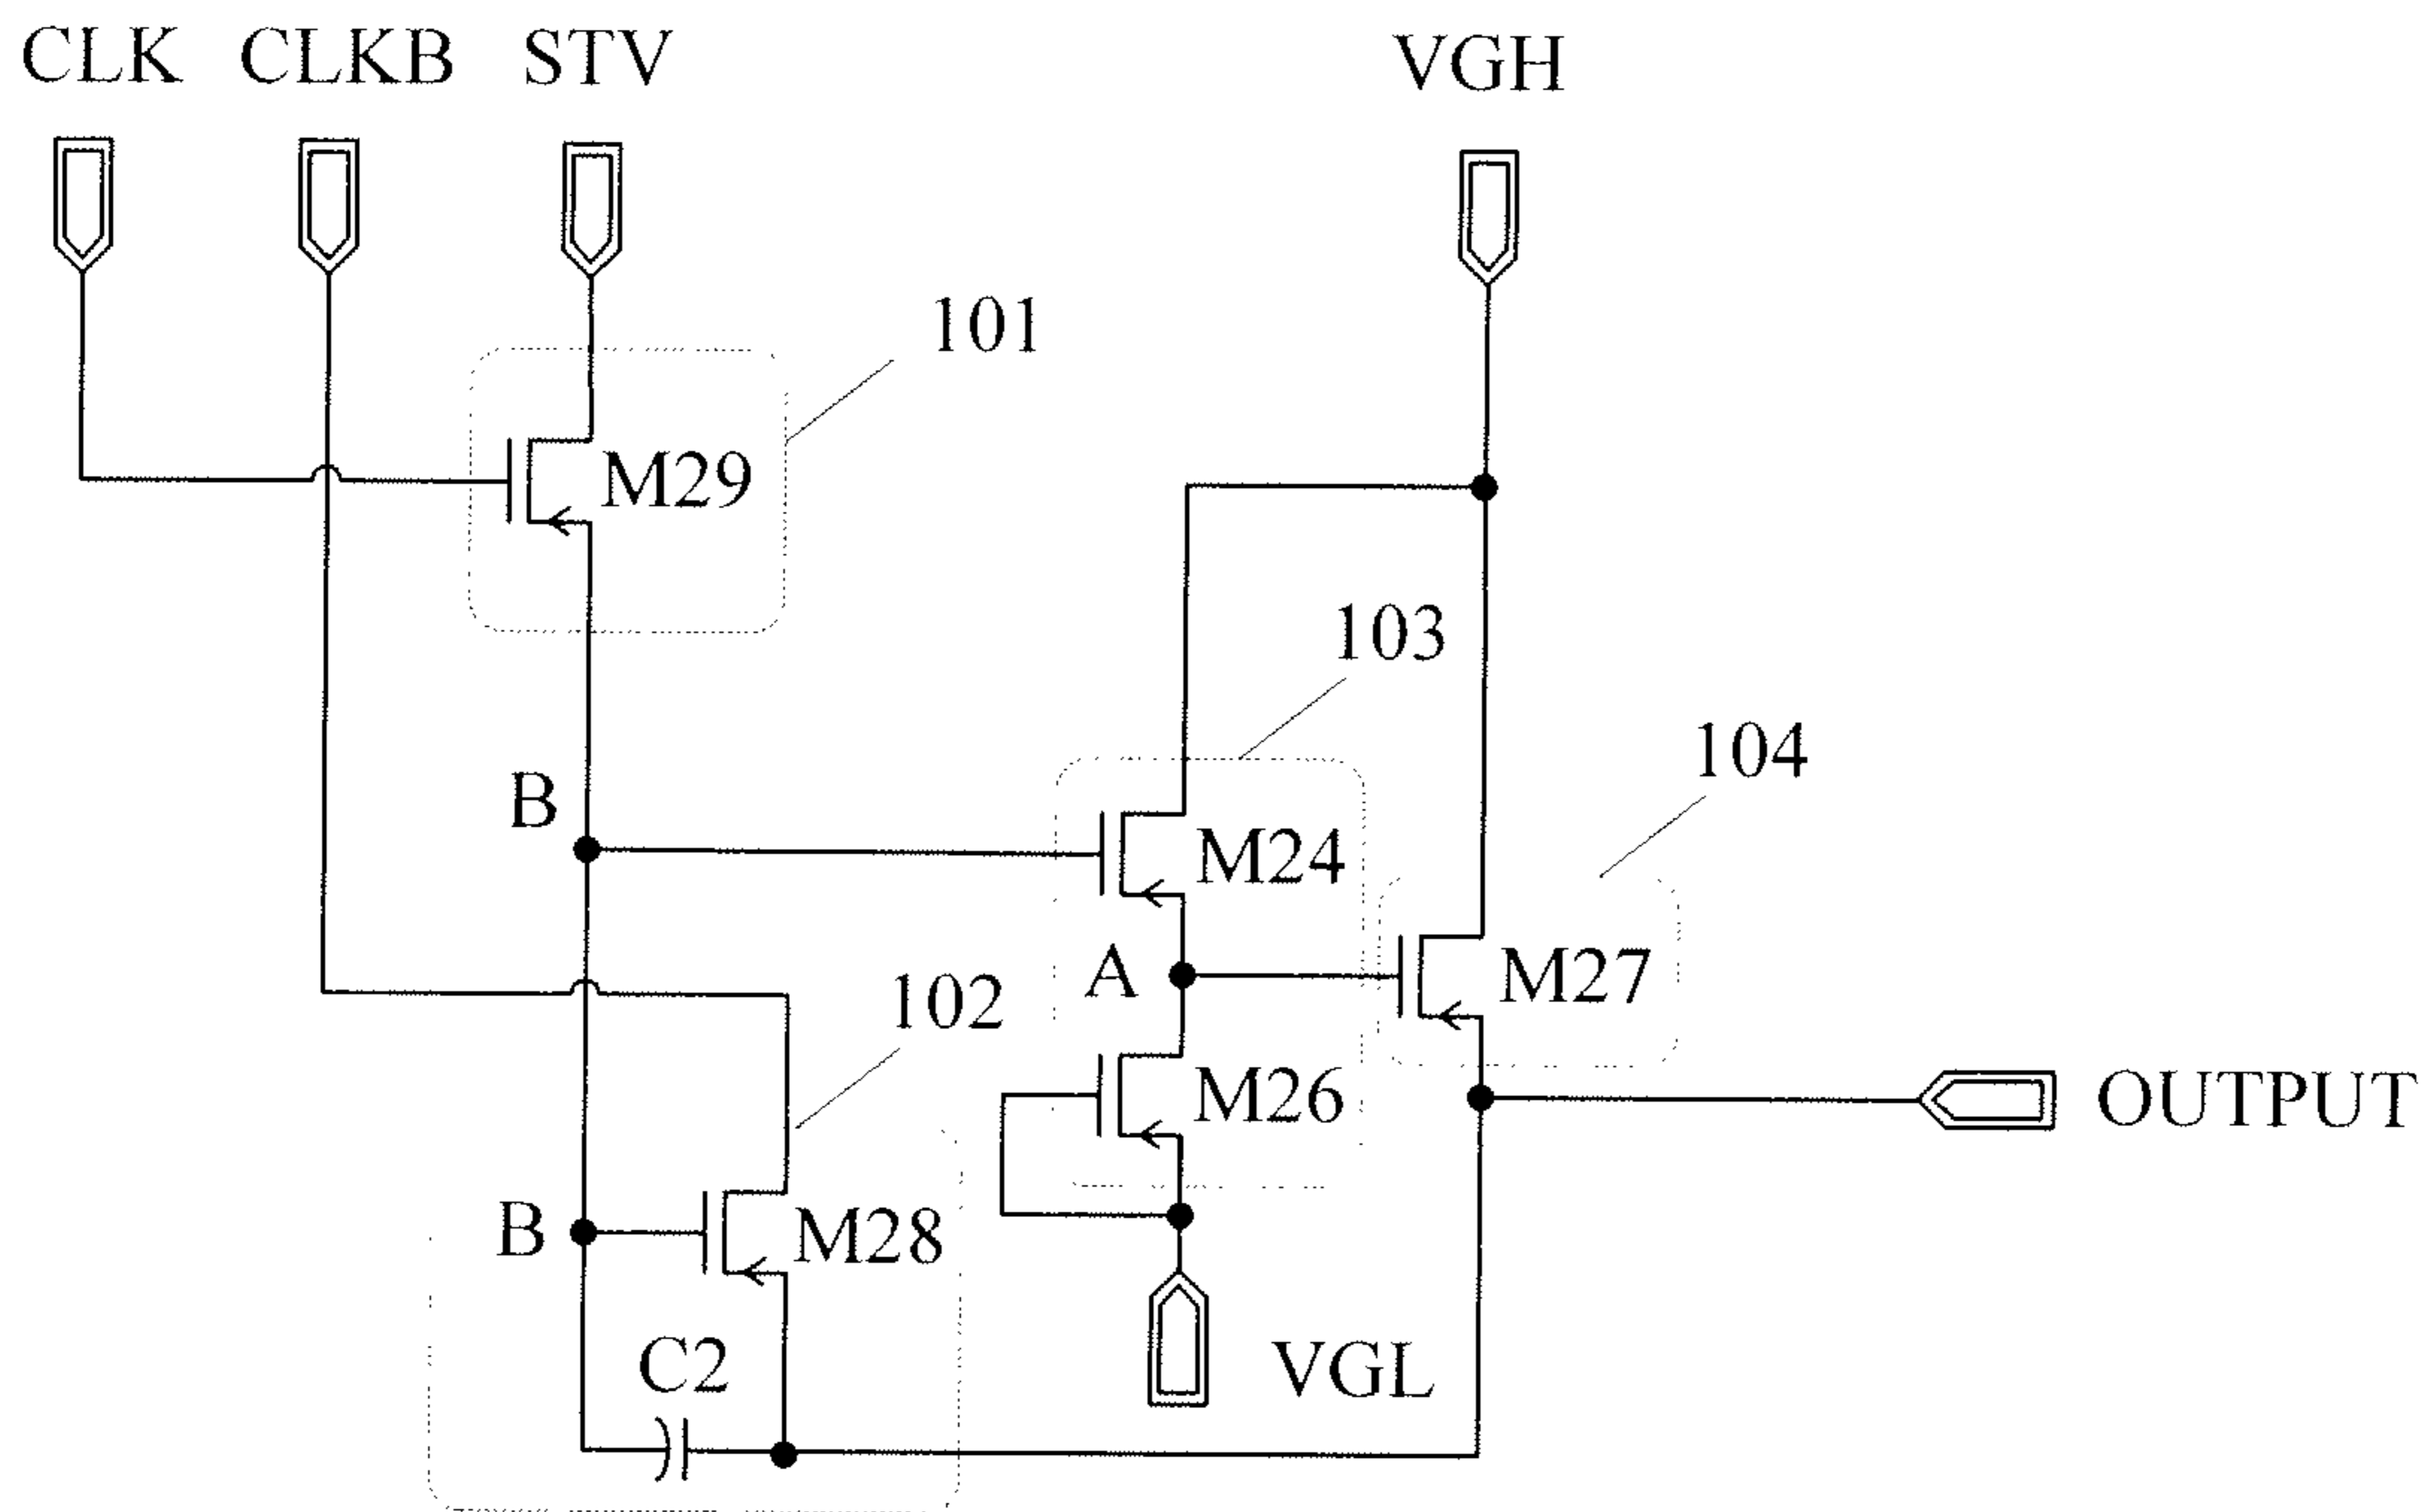 CLK CLKB STV VGH
101
M29
103
104
B
M24
A
M27
102
M26
OUTPUT
B
M28
C2
VGL